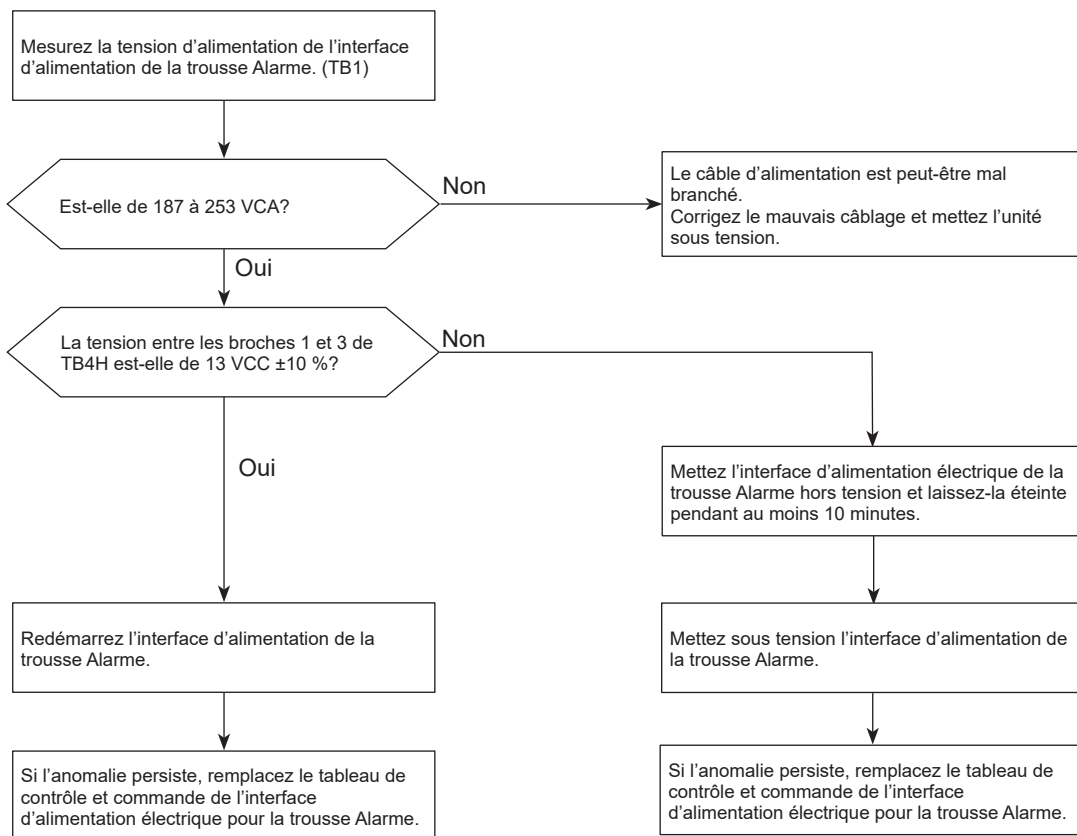 Mesurez la tension d'alimentation de l'interface
d'alimentation de la trousse Alarme. (TB1)
Est-elle de 187 à 253 VCA?
Non
Le câble d'alimentation est peut-être mal
branché.
Corrigez le mauvais câblage et mettez l'unité
sous tension.
Oui
La tension entre les broches 1 et 3 de
TB4H est-elle de 13 VCC ±10 %?
Non
Oui
Mettez l'interface d'alimentation électrique de la
trousse Alarme hors tension et laissez-la éteinte
pendant au moins 10 minutes.
Redémarrez l'interface d'alimentation de la
trousse Alarme.
Mettez sous tension l'interface d'alimentation de
la trousse Alarme.
Si l'anomalie persiste, remplacez le tableau de
contrôle et commande de l'interface
d'alimentation électrique pour la trousse Alarme.
Si l'anomalie persiste, remplacez le tableau de
contrôle et commande de l'interface
d'alimentation électrique pour la trousse Alarme.